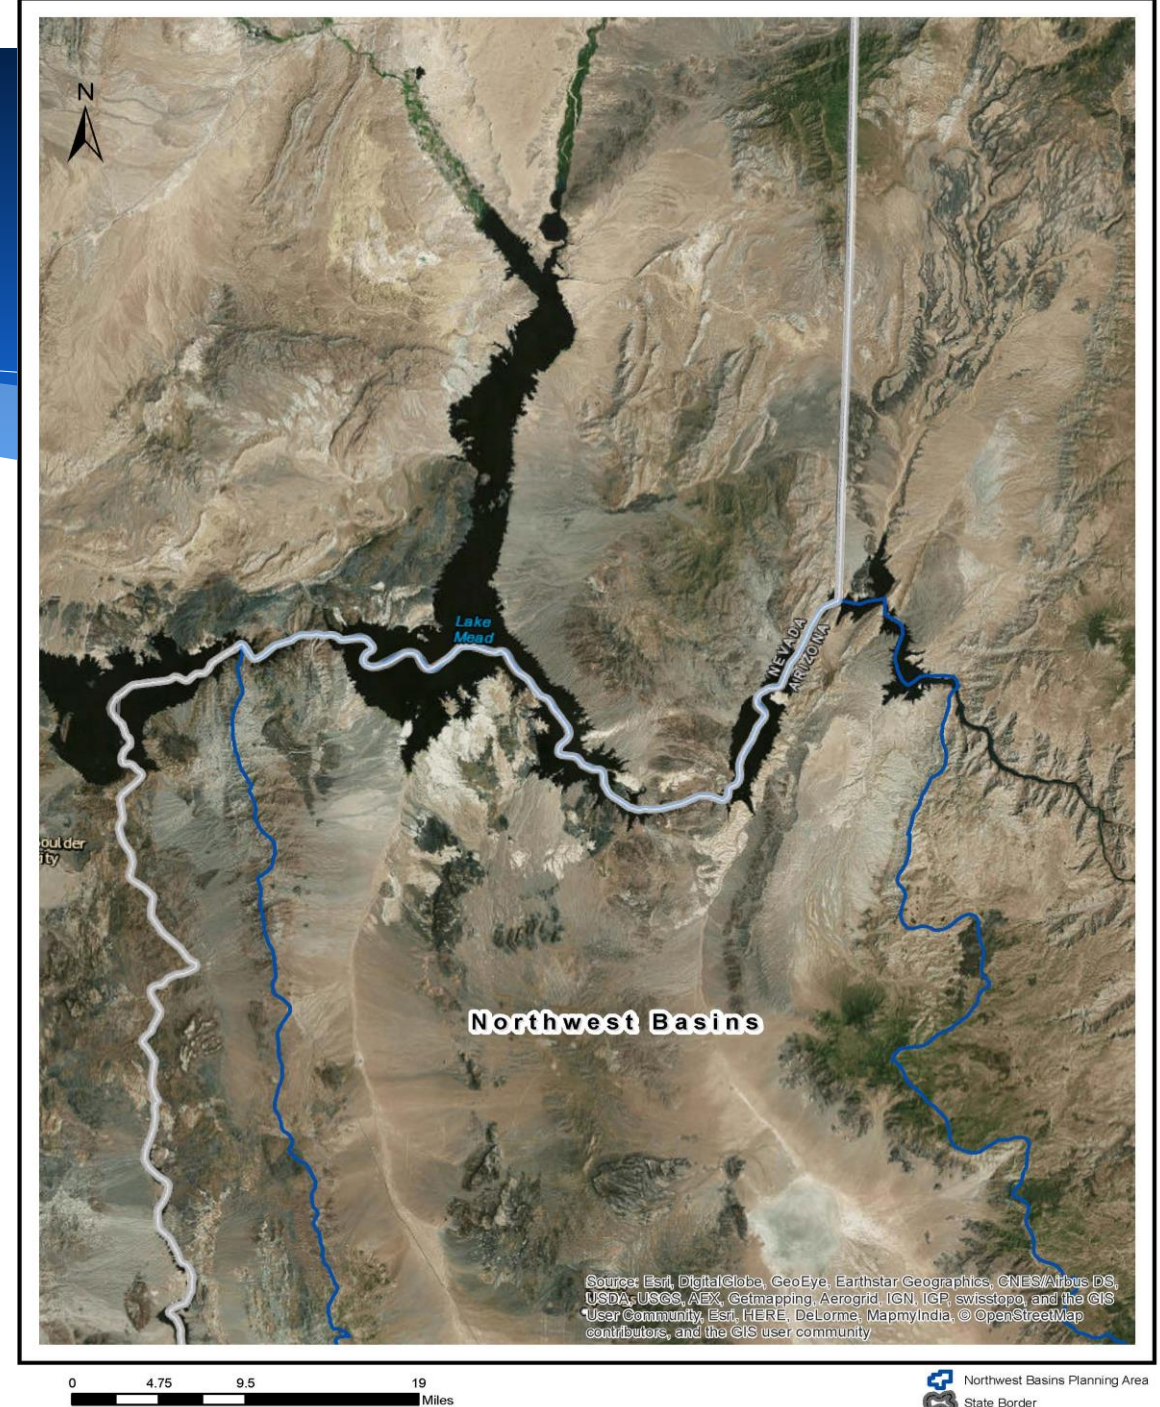 N
Lake
Mead
NEVADA
ARIZONA
oulder
ity
Northwest Basins
Source: Esri, DigitalGlobe, GeoEye, Earthstar Geographics, CNES/Airbus DS,
USDA, USGS, AEX, Getmapping, Aerogrid, IGN, IGP, swisstopo, and the GIS
User Community, Esri, HERE, DeLorme, MapmyIndia, © OpenStreetMap
contributors, and the GIS user community
0 4.75 9.5 19
Miles
Northwest Basins Planning Area
State Border